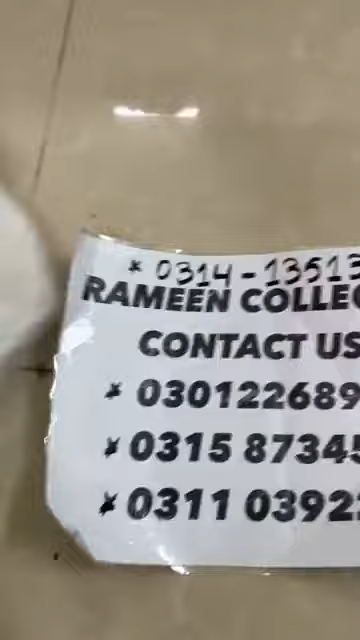 * 0314-13513
RAMEEN COLLEC
CONTACT US
* 030122689
* 0315 87345
* 0311 0392